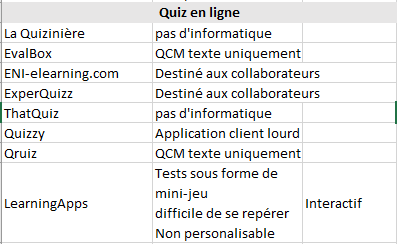 Quiz en ligne
La Quizinière pas d'informatique
EvalBox QCM texte uniquement
ENI-elearning.com Destiné aux collaborateurs
ExperQuizz Destiné aux collaborateurs
ThatQuiz pas d'informatique
Quizzy Application client lourd
Qruiz QCM texte uniquement
Tests sous forme de
mini-jeu
LearningApps difficile de se repérer Interactif
Non personalisable